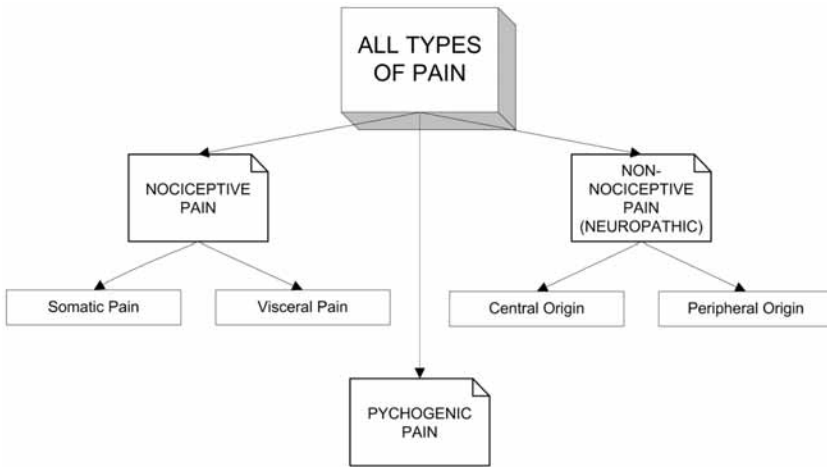 ALL TYPES
OF PAIN
NOCICEPTIVE
PAIN
NON-
NOCICEPTIVE
PAIN
(NEUROPATHIC)
Somatic Pain
Visceral Pain
Central Origin
Peripheral Origin
PYCHOGENIC
PAIN